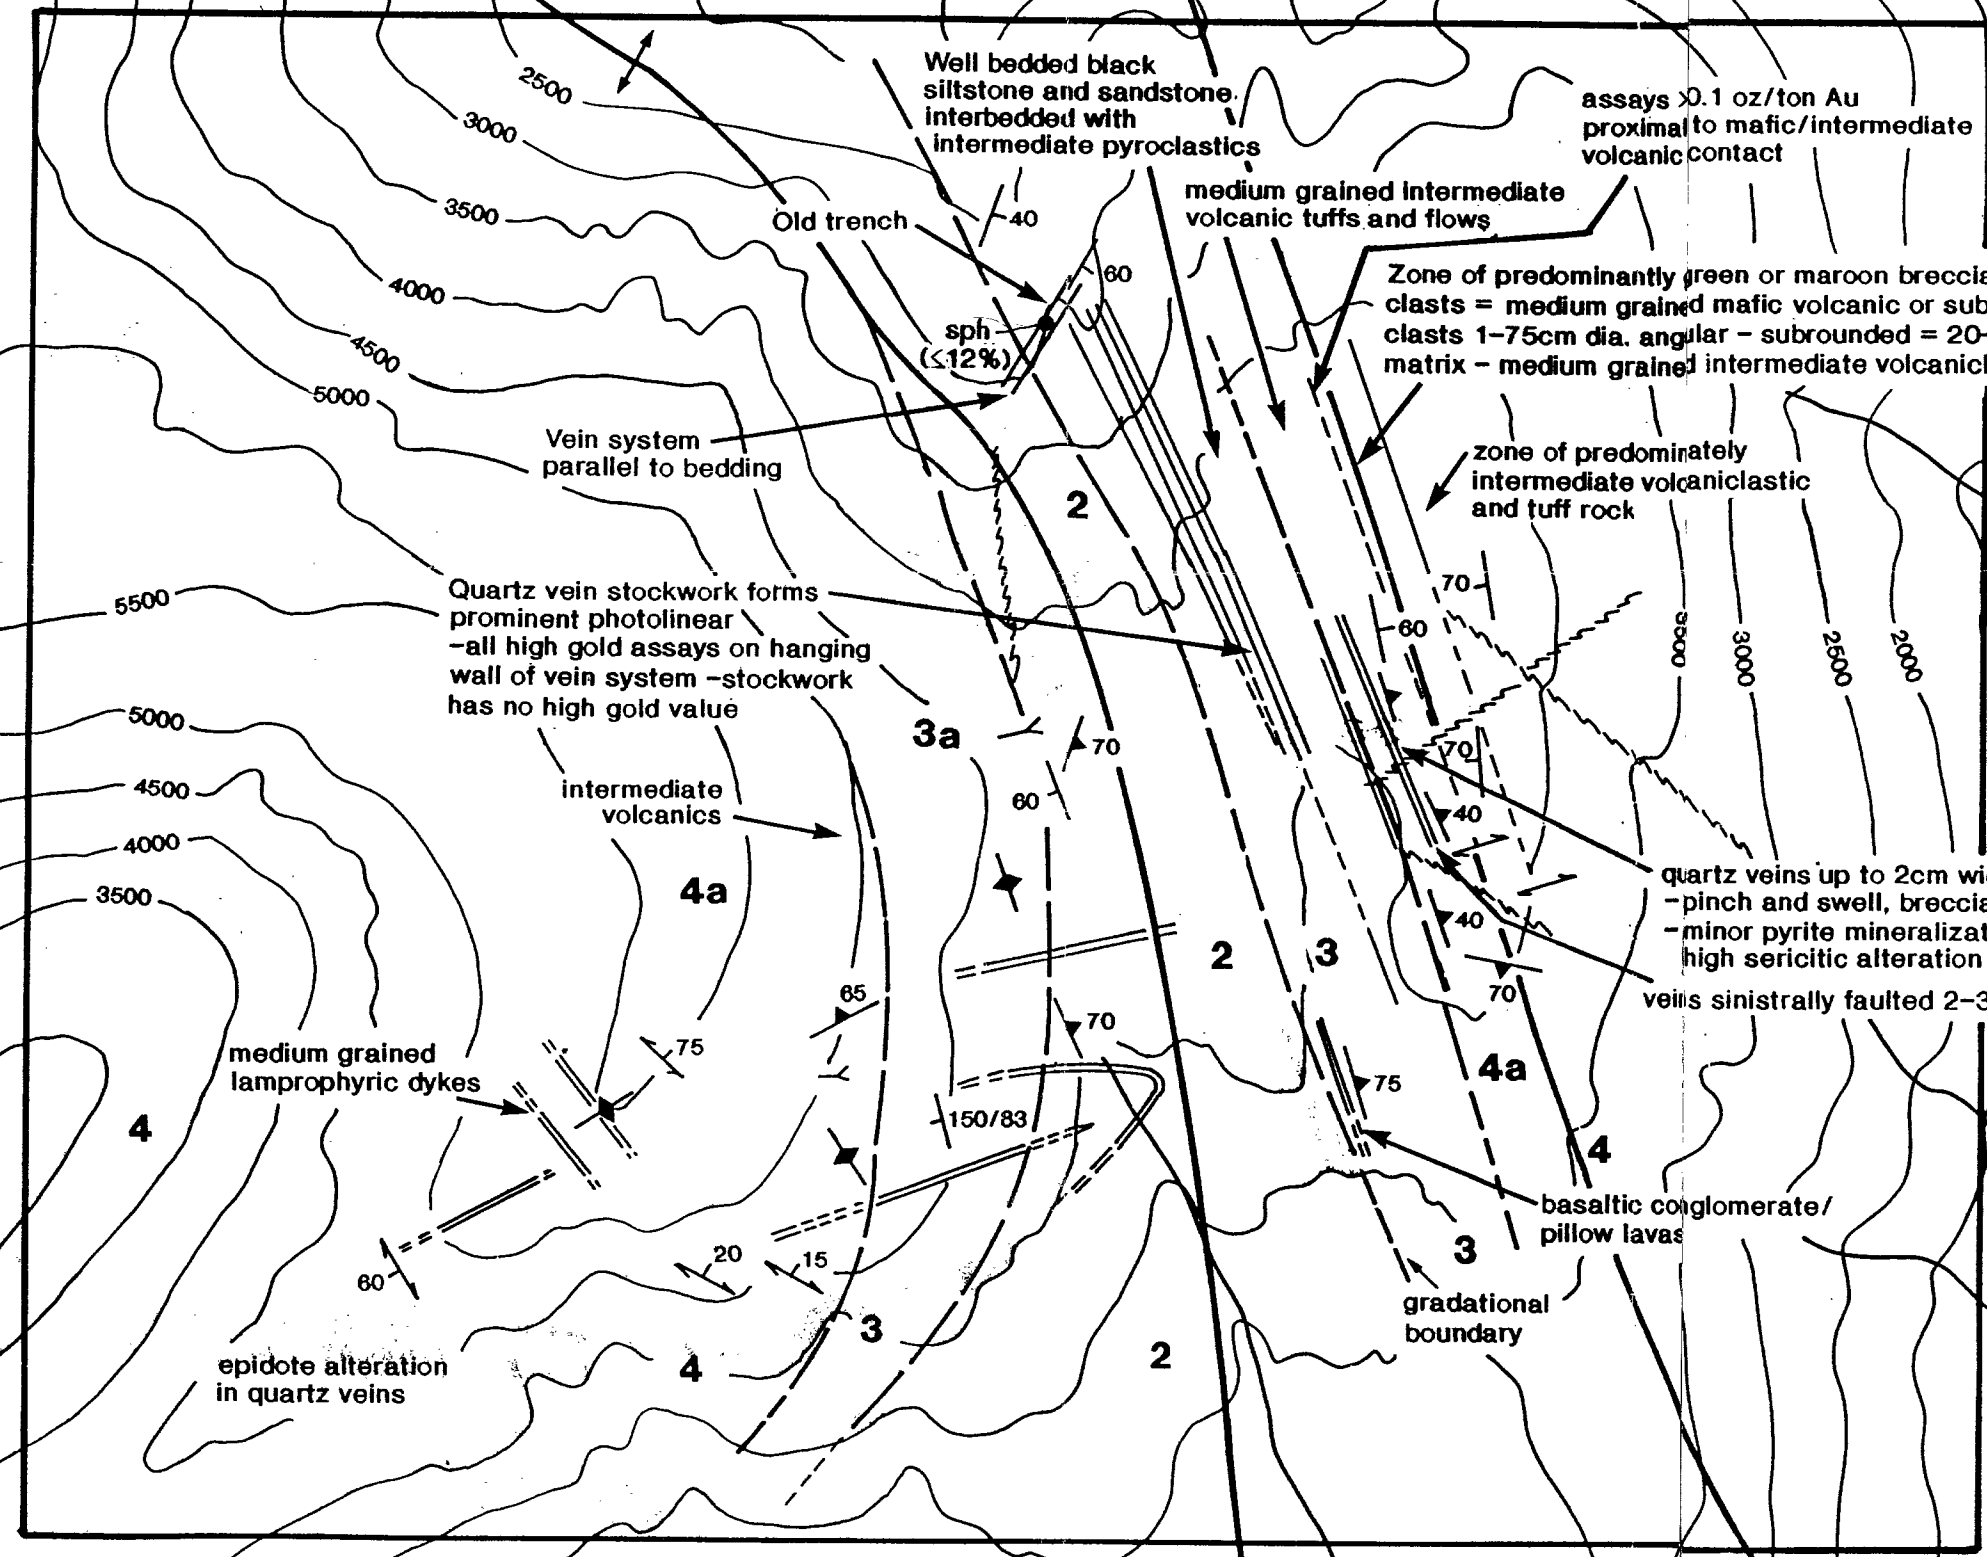 Well bedded black
siltstone and sandstone
interbedded with
intermediate pyroclastics
assays >0.1 oz/ton Au
proximal to mafic/intermediate
volcanic contact
medium grained intermediate
volcanic tuffs and flows
Old trench
Zone of predominantly green or maroon breccia
clasts = medium grained mafic volcanic or sub
clasts 1-75cm dia. angular - subrounded = 20-
matrix - medium grained intermediate volcanicl
sph
(≤12%)
Vein system
parallel to bedding
zone of predominately
intermediate volcaniclastic
and tuff rock
Quartz vein stockwork forms
prominent photolinear
-all high gold assays on hanging
wall of vein system -stockwork
has no high gold value
intermediate
volcanics
quartz veins up to 2cm wi
-pinch and swell, breccia
-minor pyrite mineralizat
high sericitic alteration
veins sinistrally faulted 2-3
medium grained
lamprophyric dykes
basaltic conglomerate/
pillow lavas
gradational
boundary
epidote alteration
in quartz veins
2500
3000
3500
4000
4500
5000
5500
5000
4500
4000
3500
3500
3000
2500
2000
40
60
70
60
70
70
60
40
40
70
65
70
75
75
150/83
20
15
60
2
3a
4a
2
3
4a
4
4
3
3
4
2